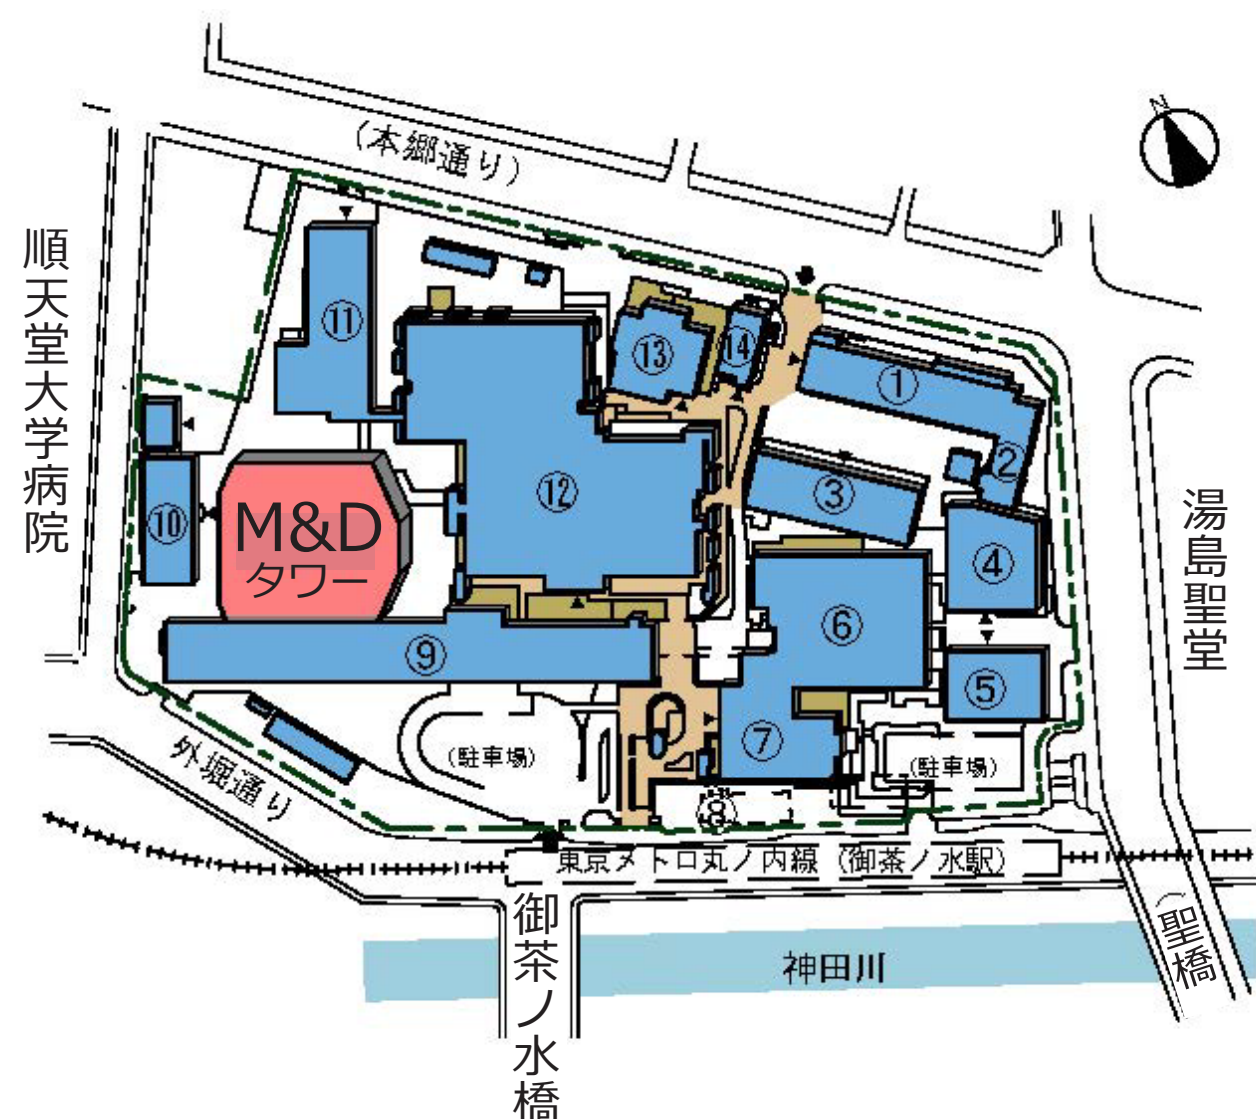 N
(本郷通り)
順天堂大学病院
⑪
⑬
⑭
①
②
③
⑫
M&D
タワー
⑩
④
湯島聖堂
⑥
⑨
⑤
⑦
(駐車場)
(駐車場)
外堀通り
⑧
東京メトロ丸ノ内線 (御茶ノ水駅)
御茶ノ水橋
神田川
(聖橋